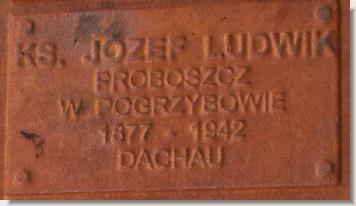 KS. JÓZEF LUDWIK
PROBOSZCZ
W POGRZYBOWIE
1877 - 1942
DACHAU